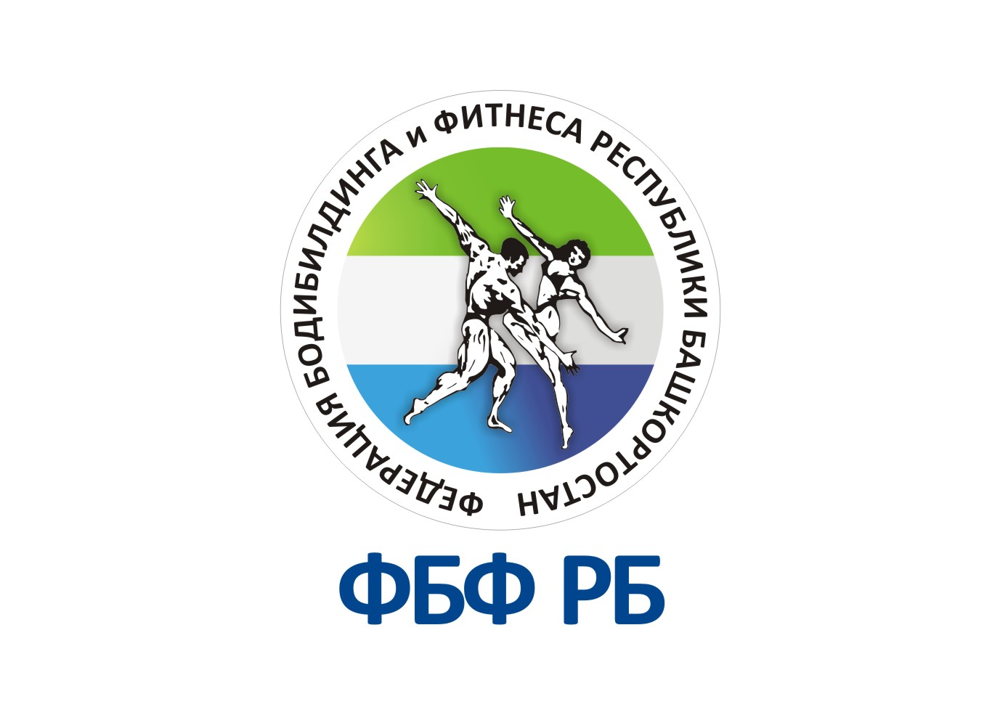 ФЕДЕРАЦИЯ БОДИБИЛДИНГА и ФИТНЕСА РЕСПУБЛИКИ БАШКОРТОСТАН
ФБФ РБ